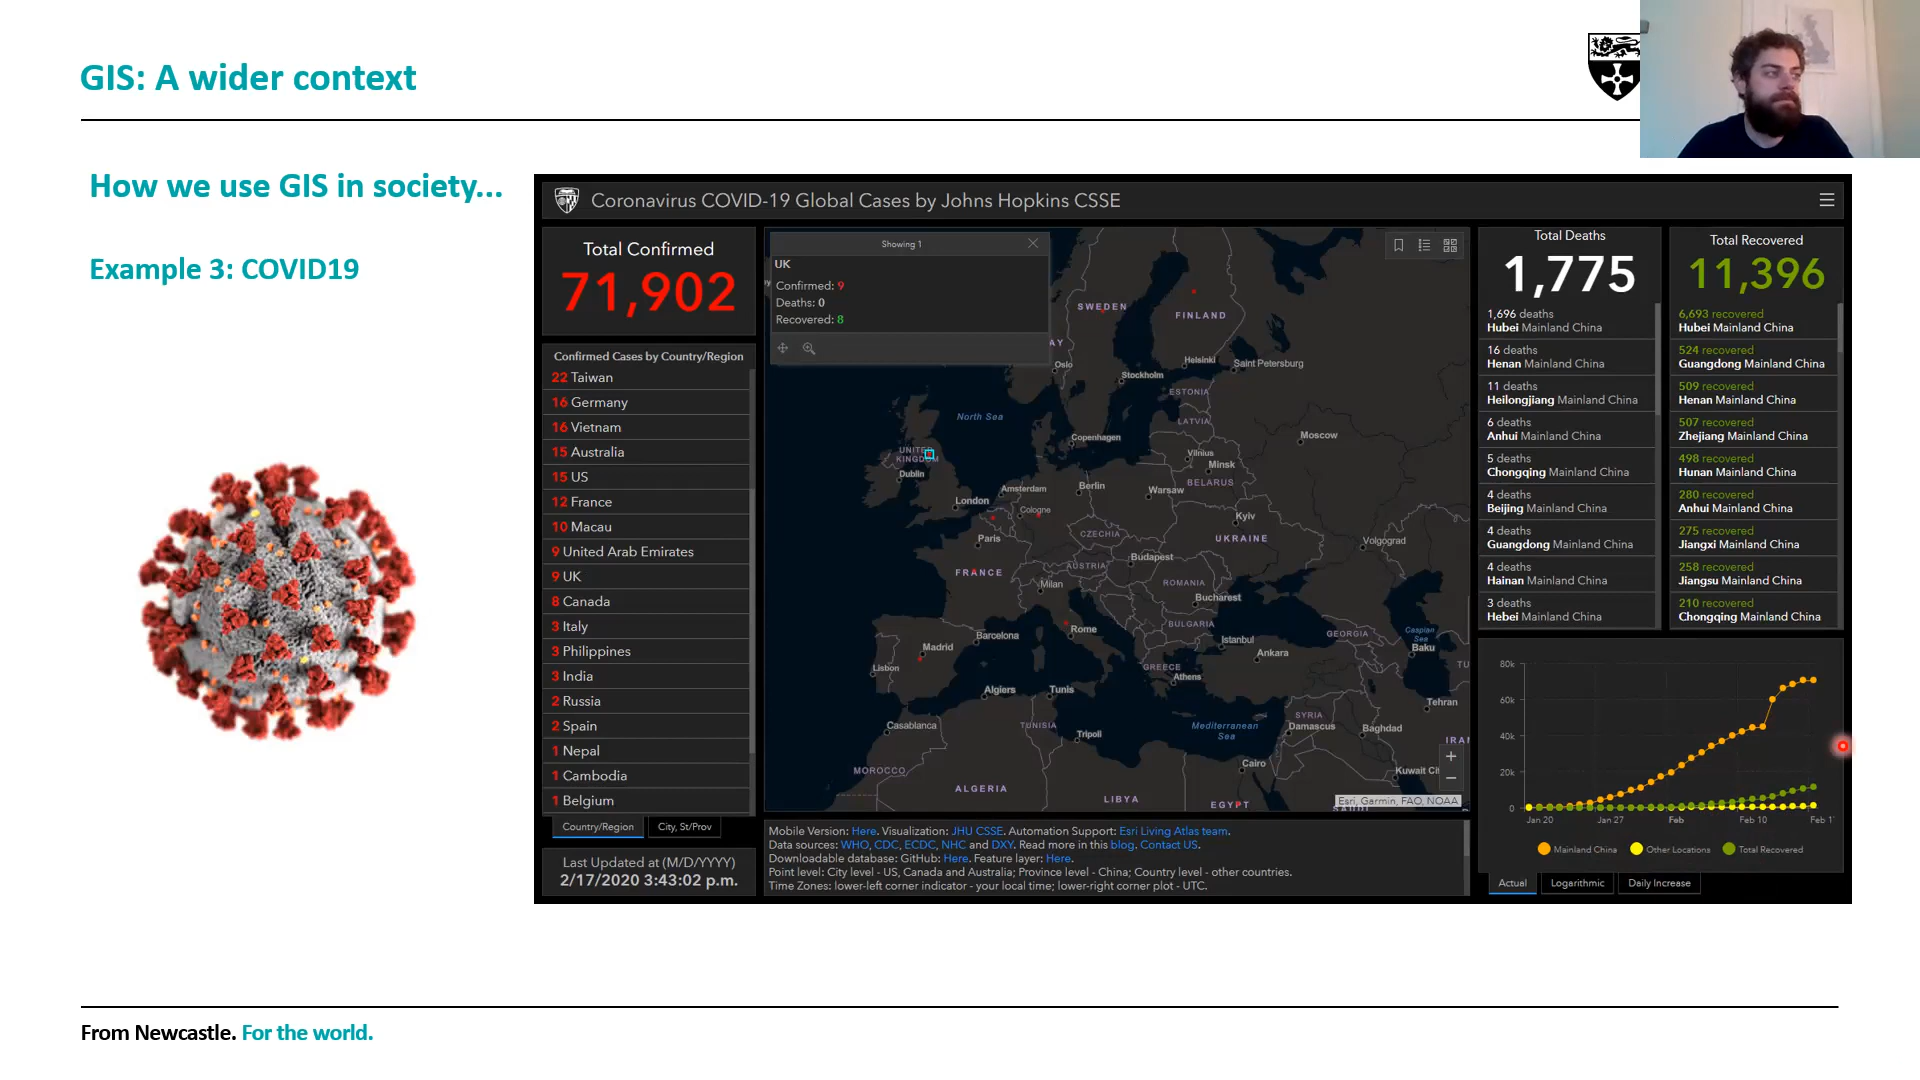 GIS: A wider context
How we use GIS in society...
Example 3: COVID19
Coronavirus COVID-19 Global Cases by Johns Hopkins CSSE
Total Confirmed
71,902
Confirmed Cases by Country/Region
22 Taiwan
16 Germany
16 Vietnam
15 Australia
15 US
12 France
10 Macau
9 United Arab Emirates
9 UK
8 Canada
3 Italy
3 Philippines
3 India
2 Russia
2 Spain
1 Nepal
1 Cambodia
1 Belgium
Country/Region
City, St/Prov
Last Updated at (M/D/YYYY)
2/17/2020 3:43:02 p.m.
Showing 1
UK
Confirmed: 9
Deaths: 0
Recovered: 8
SWEDEN
FINLAND
AY
Oslo
Helsinki
Saint Petersburg
Stockholm
ESTONIA
North Sea
LATVIA
Copenhagen
Moscow
UNITED
KINGDOM
Dublin
Vilnius
Minsk
BELARUS
Amsterdam
Berlin
Warsaw
London
Cologne
Kyiv
Paris
CZECHIA
UKRAINE
Volgograd
Budapest
AUSTRIA
FRANCE
Milan
ROMANIA
Bucharest
Rome
BULGARIA
Barcelona
Istanbul
GEORGIA
Caspian
Sea
Madrid
Ankara
Baku
Lisbon
GREECE
TU
Athens
Algiers
Tunis
Tehran
Casablanca
TUNISIA
Mediterranean
Sea
SYRIA
Damascus
Baghdad
Tripoli
IRAN
Cairo
MOROCCO
Kuwait Ci
ALGERIA
LIBYA
EGYPT
SAUDI
Esri, Garmin, FAO, NOAA
Mobile Version: Here. Visualization: JHU CSSE. Automation Support: Esri Living Atlas team.
Data sources: WHO, CDC, ECDC, NHC and DXY. Read more in this blog. Contact US.
Downloadable database: GitHub: Here. Feature layer: Here.
Point level: City level - US, Canada and Australia; Province level - China; Country level - other countries.
Time Zones: lower-left corner indicator - your local time; lower-right corner plot - UTC.
Total Deaths
1,775
1,696 deaths
Hubei Mainland China
16 deaths
Henan Mainland China
11 deaths
Heilongjiang Mainland China
6 deaths
Anhui Mainland China
5 deaths
Chongqing Mainland China
4 deaths
Beijing Mainland China
4 deaths
Guangdong Mainland China
4 deaths
Hainan Mainland China
3 deaths
Hebei Mainland China
Total Recovered
11,396
6,693 recovered
Hubei Mainland China
524 recovered
Guangdong Mainland China
509 recovered
Henan Mainland China
507 recovered
Zhejiang Mainland China
498 recovered
Hunan Mainland China
280 recovered
Anhui Mainland China
275 recovered
Jiangxi Mainland China
258 recovered
Jiangsu Mainland China
210 recovered
Chongqing Mainland China
80k
60k
40k
20k
0
Jan 20
Jan 27
Feb
Feb 10
Feb 1
Mainland China
Other Locations
Total Recovered
Actual
Logarithmic
Daily Increase
From Newcastle. For the world.